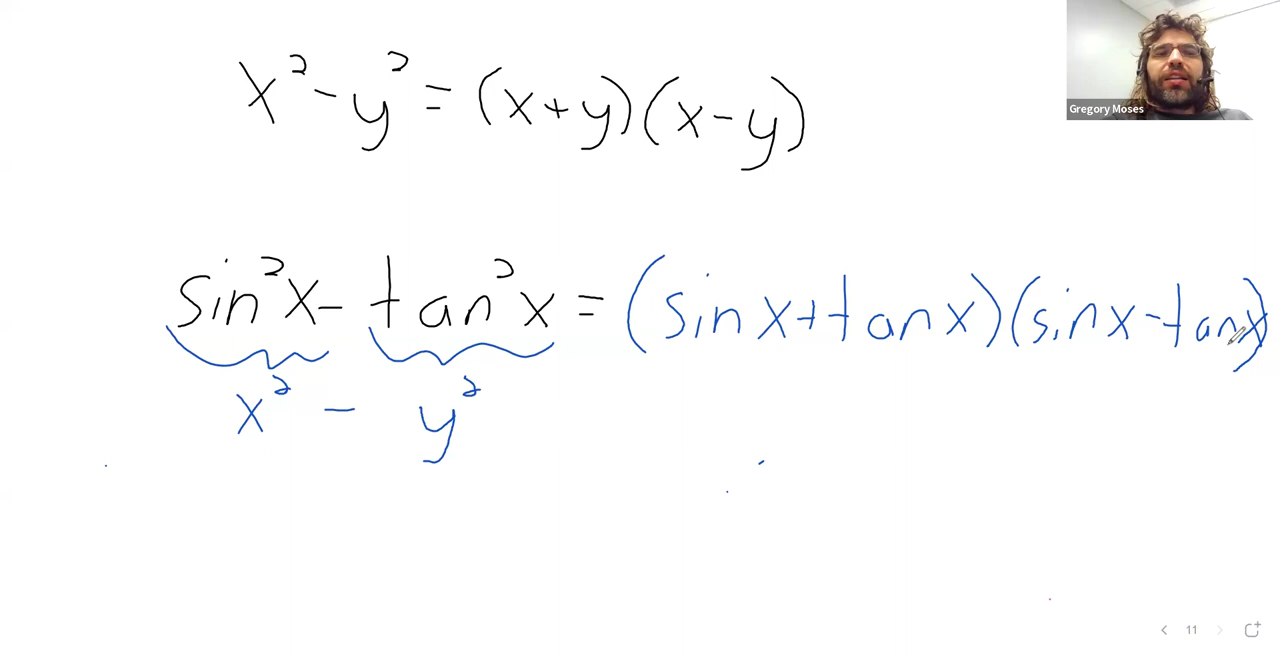 x² - y² = (x+y)(x-y)
Gregory Moses
sin²x - tan²x = (sin x + tan x)(sin x - tan x)
x² - y²
11